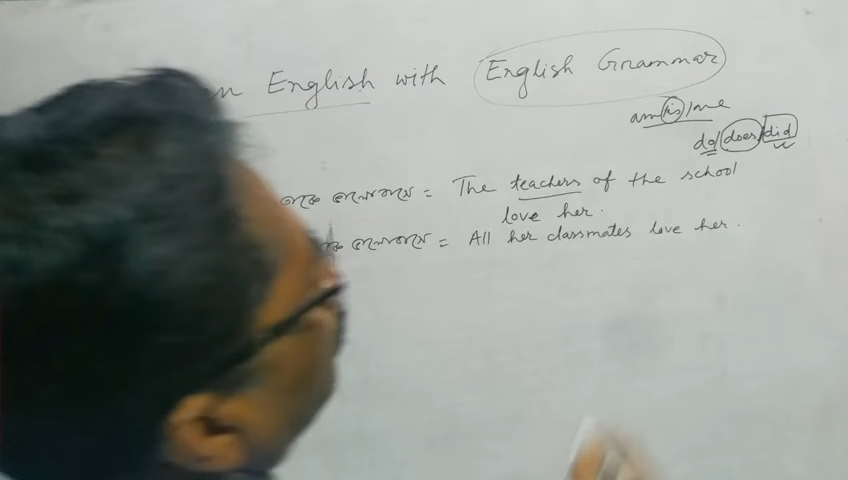 English with English Grammar
am/is/are
do/does/did
তাকে ভালোবাসে = The teachers of the school
love her.
ভালোবাসে = All her classmates love her.